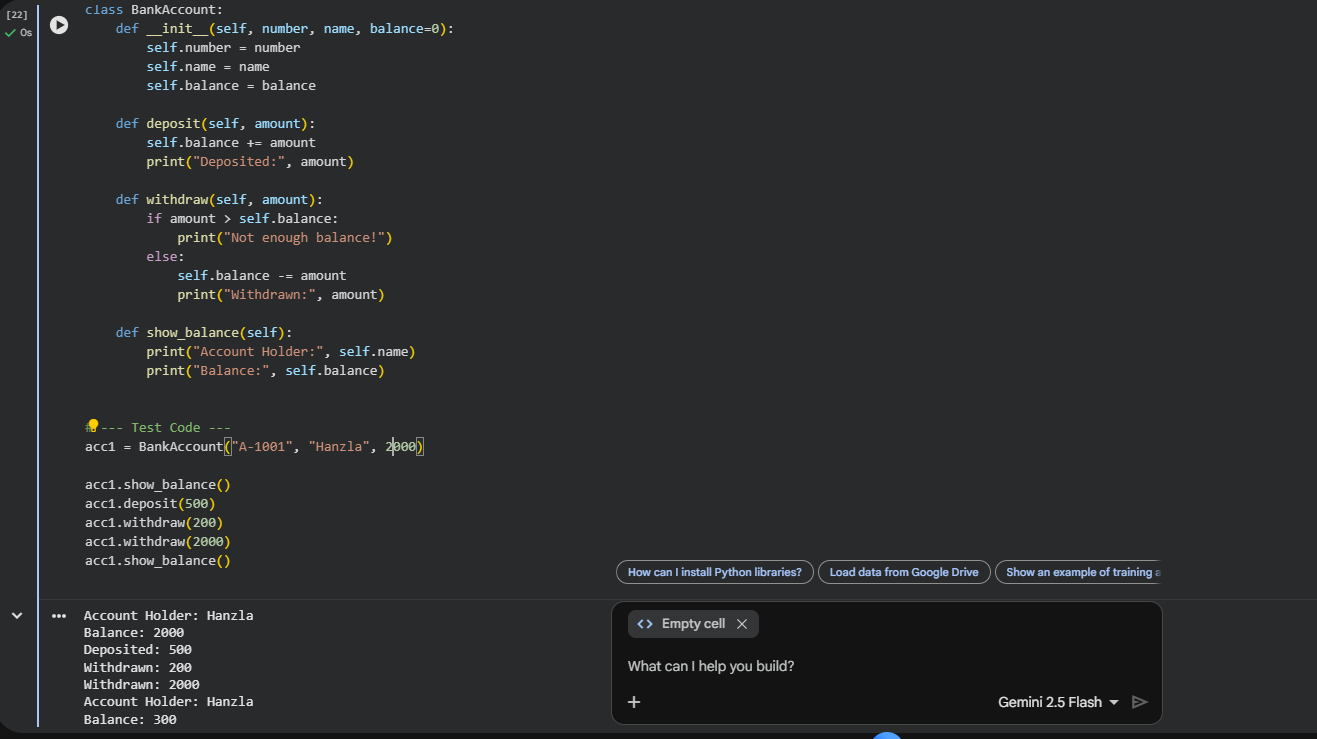 [22]
0s
class BankAccount:
    def __init__(self, number, name, balance=0):
        self.number = number
        self.name = name
        self.balance = balance

    def deposit(self, amount):
        self.balance += amount
        print("Deposited:", amount)

    def withdraw(self, amount):
        if amount > self.balance:
            print("Not enough balance!")
        else:
            self.balance -= amount
            print("Withdrawn:", amount)

    def show_balance(self):
        print("Account Holder:", self.name)
        print("Balance:", self.balance)

# --- Test Code ---
acc1 = BankAccount("A-1001", "Hanzla", 2000)

acc1.show_balance()
acc1.deposit(500)
acc1.withdraw(200)
acc1.withdraw(2000)
acc1.show_balance()
How can I install Python libraries?
Load data from Google Drive
Show an example of training a
Account Holder: Hanzla
Balance: 2000
Deposited: 500
Withdrawn: 200
Withdrawn: 2000
Account Holder: Hanzla
Balance: 300
Empty cell
What can I help you build?
Gemini 2.5 Flash